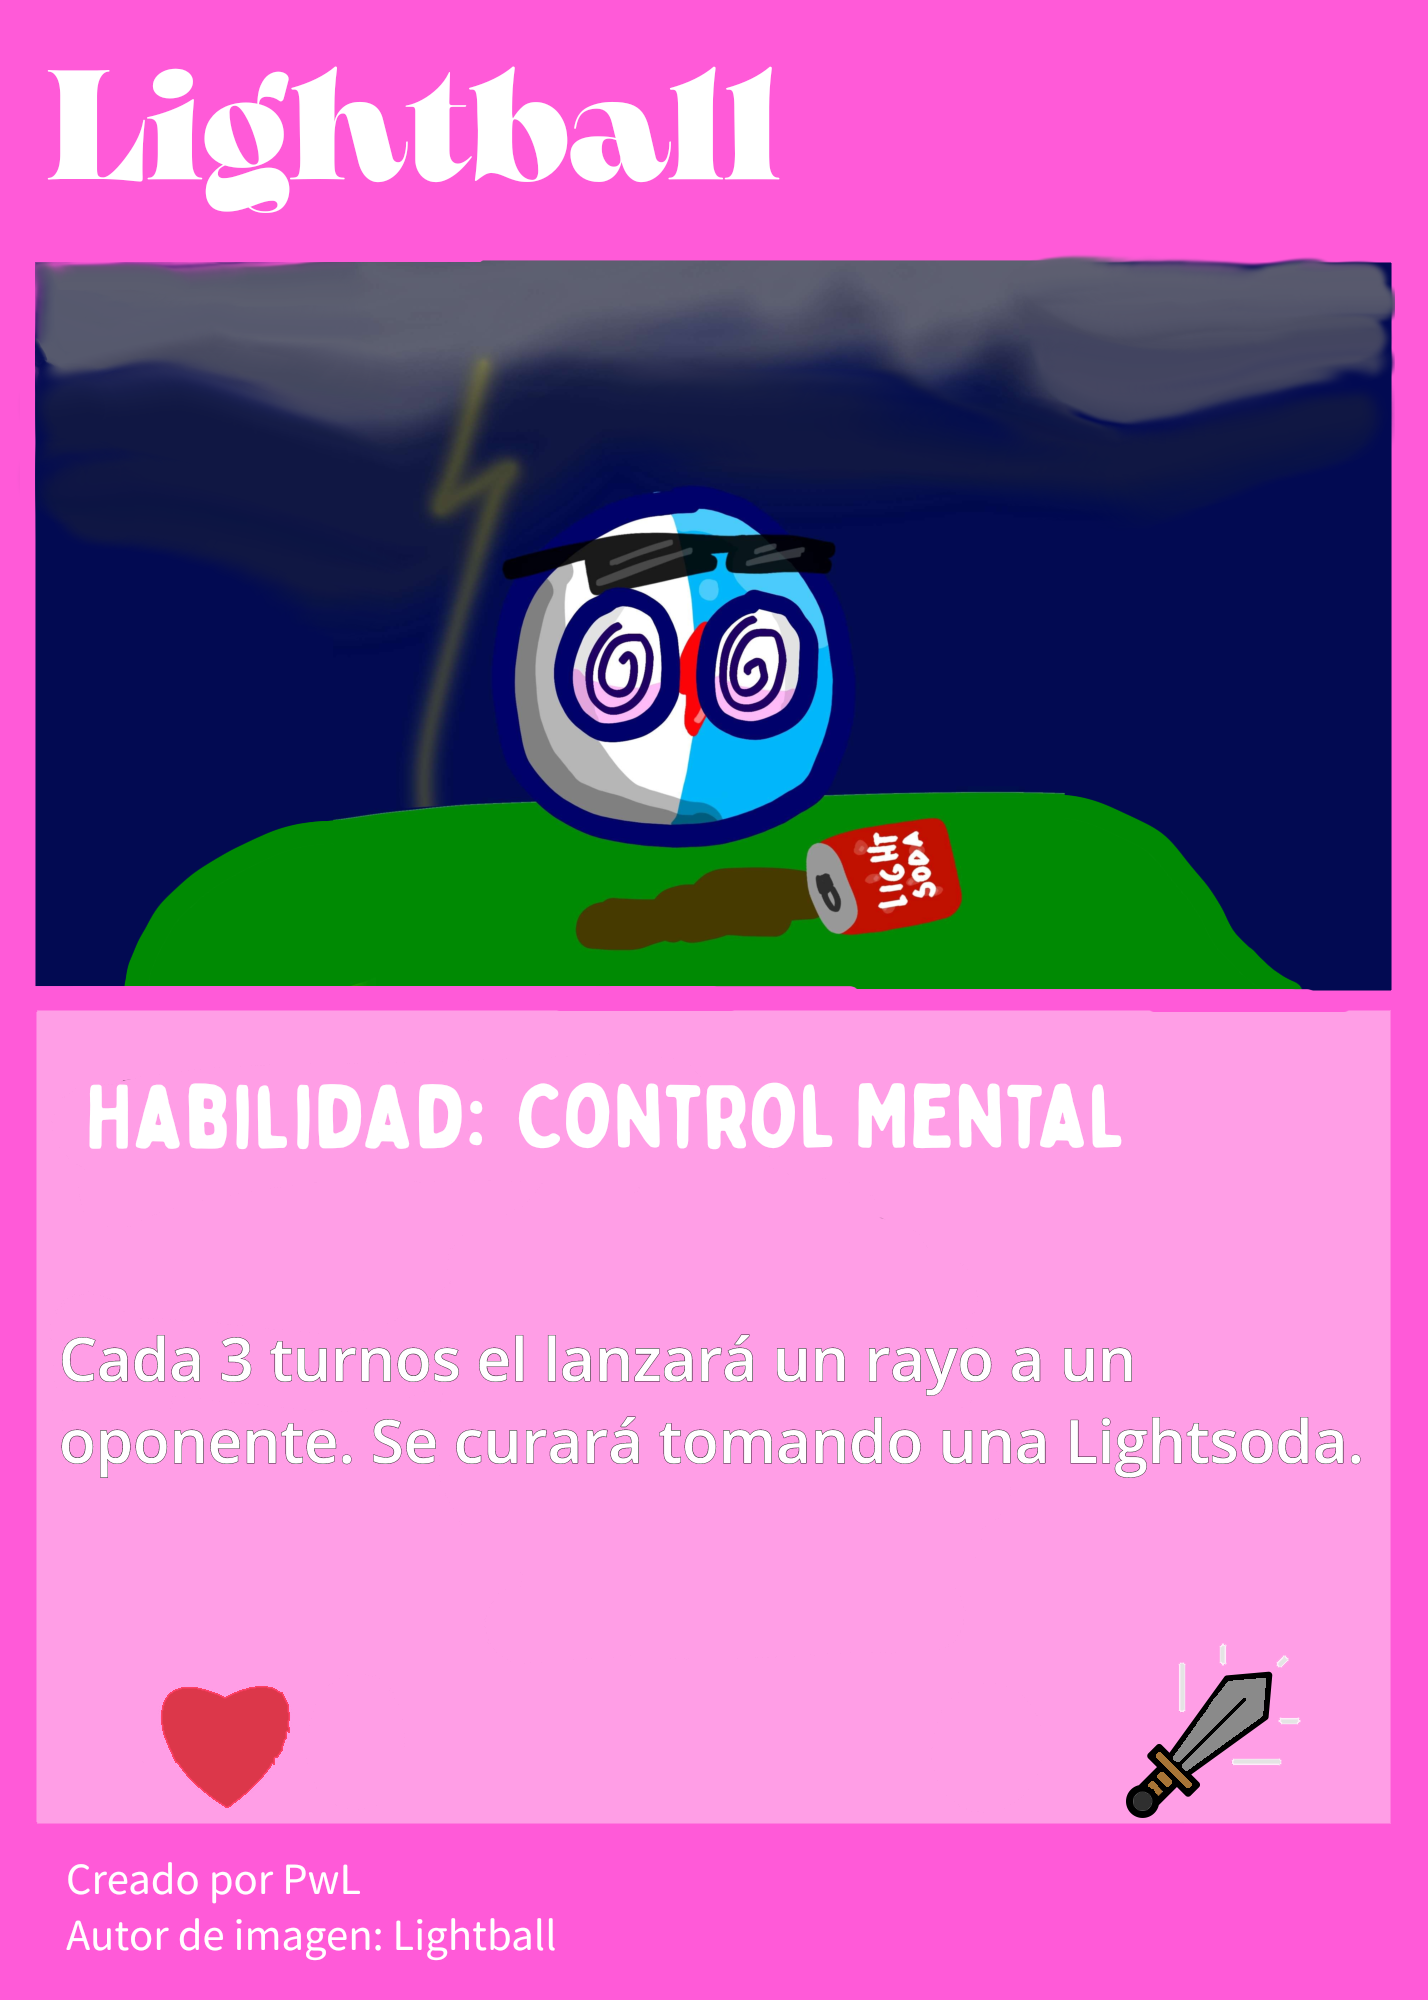 Lightball
LIGHT
SODA
HABILIDAD: CONTROL MENTAL
Cada 3 turnos el lanzará un rayo a un
oponente. Se curará tomando una Lightsoda.
Creado por PwL
Autor de imagen: Lightball